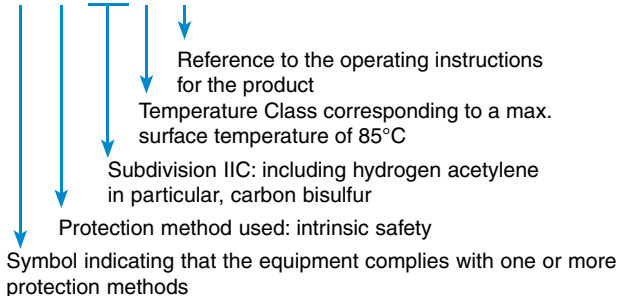 Reference to the operating instructions
for the product
Temperature Class corresponding to a max.
surface temperature of 85°C
Subdivision IIC: including hydrogen acetylene
in particular, carbon bisulfur
Protection method used: intrinsic safety
Symbol indicating that the equipment complies with one or more
protection methods